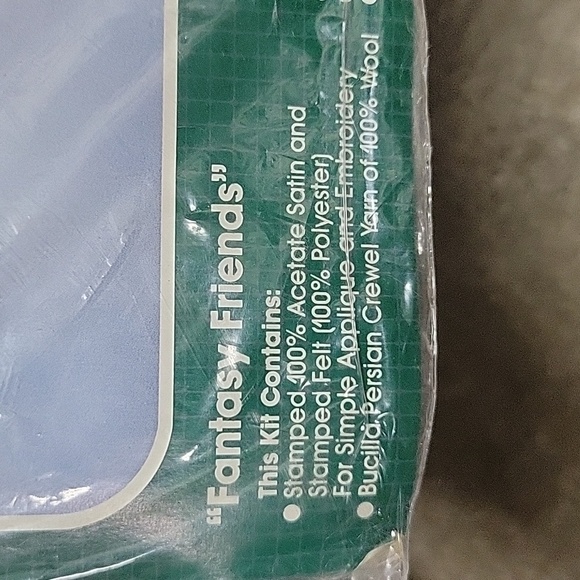 “Fantasy Friends”
This Kit Contains:
● Stamped 100% Acetate Satin and
Stamped Felt (100% Polyester)
For Simple Applique and Embroidery
● Bucilla Persian Crewel Yarn of 100% Wool